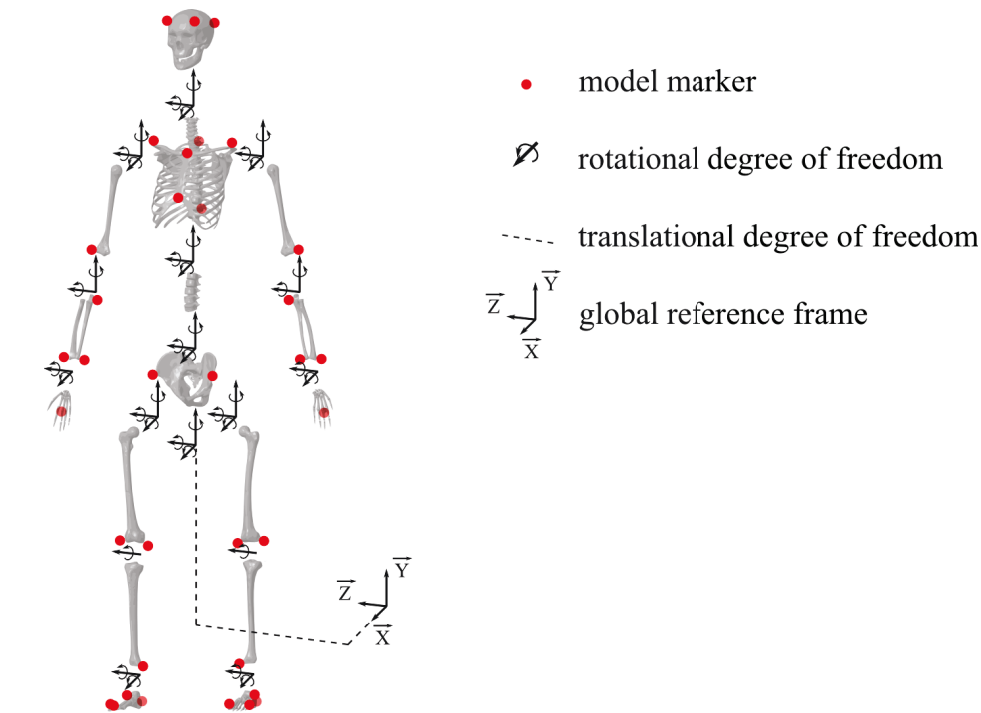 model marker
rotational degree of freedom
translational degree of freedom
Y
Z
X
global reference frame
Y
Z
X